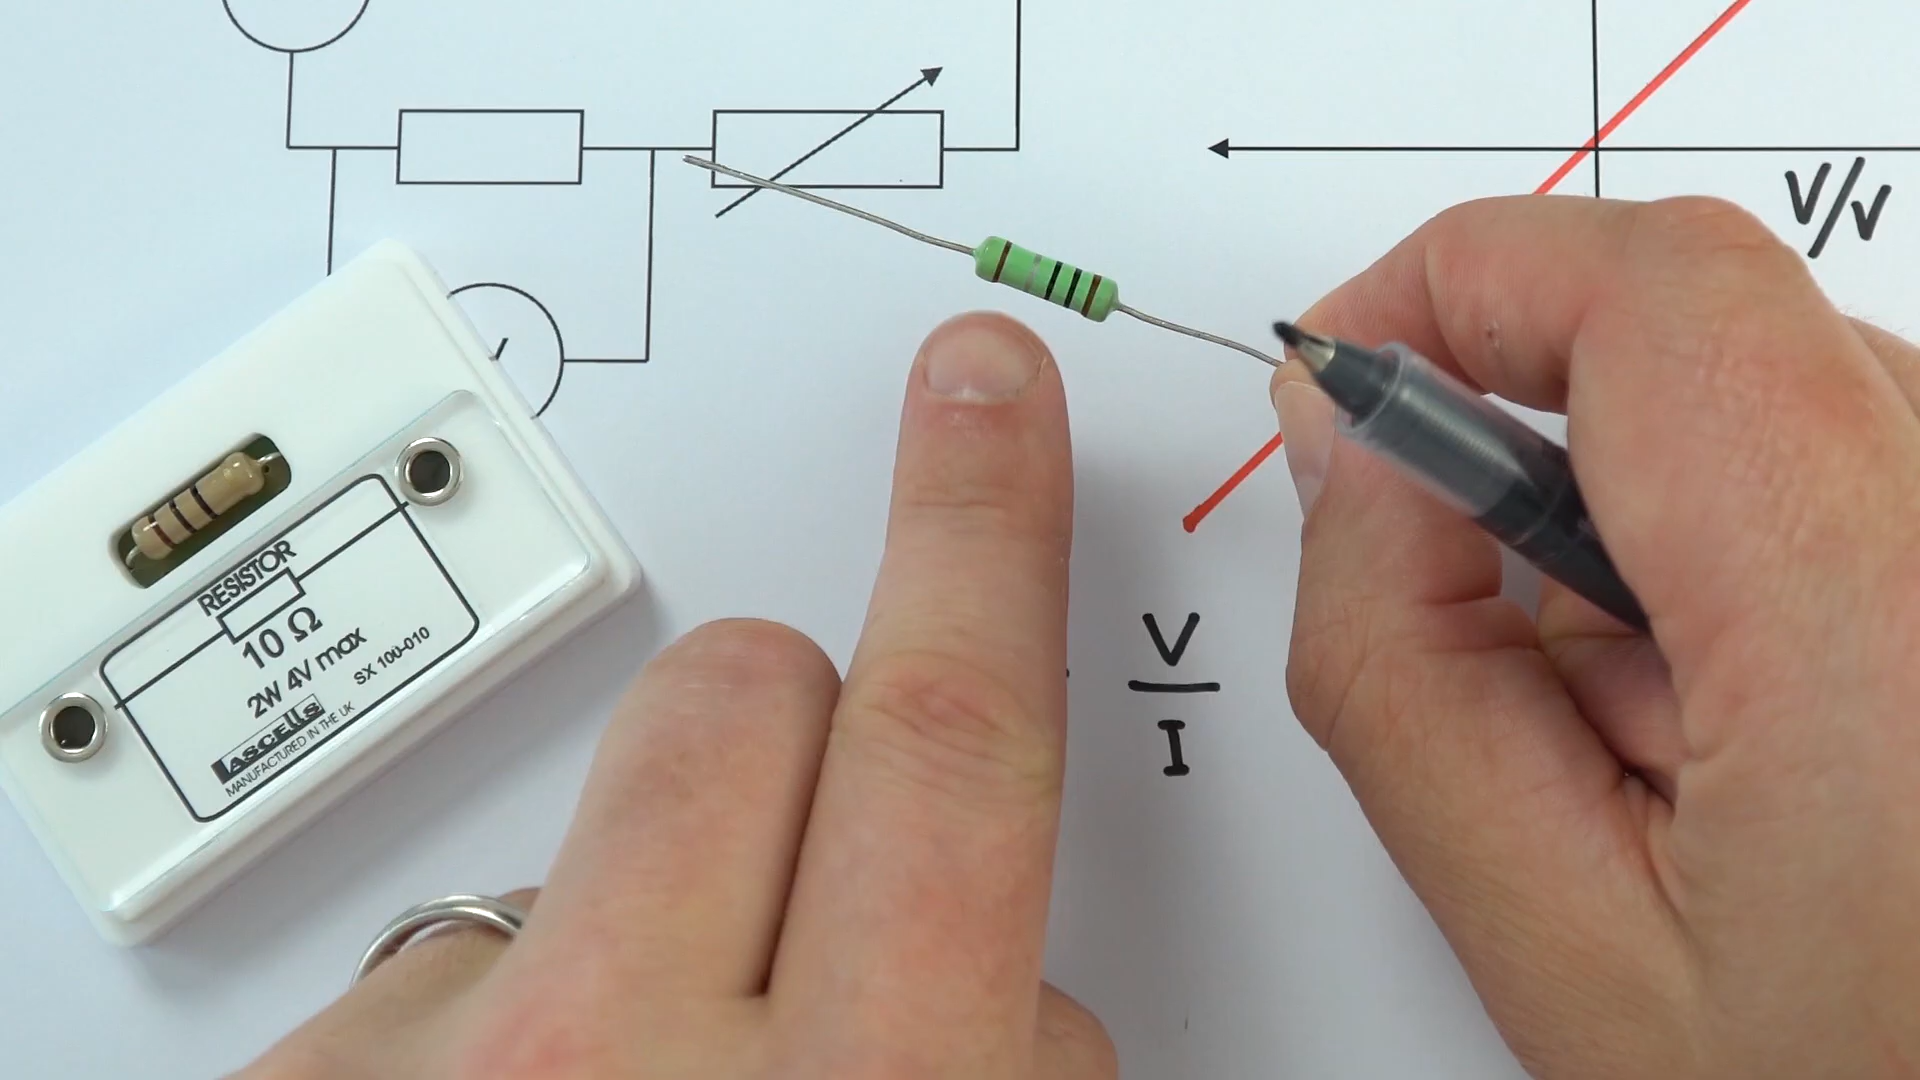 V/V
RESISTOR
10 Ω
2W 4V max
SX 100-010
LASCELLS
MANUFACTURED IN THE UK
V
I